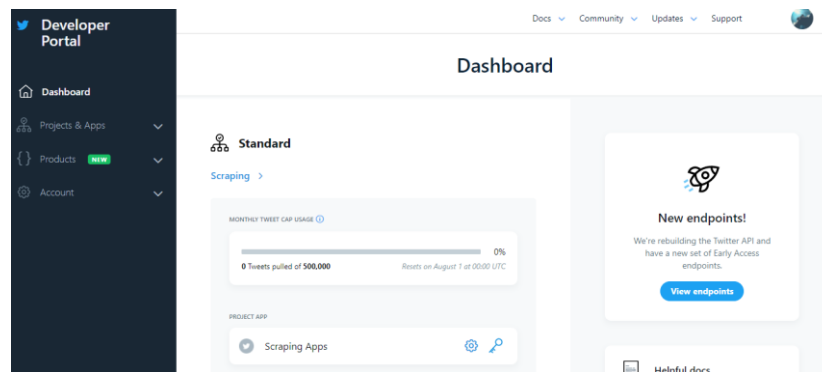 Developer
Portal
Docs
Community
Updates
Support
Dashboard
Dashboard
Projects & Apps
Products NEW
Account
Standard
Scraping >
MONTHLY TWEET CAP USAGE
0%
0 Tweets pulled of 500,000
Resets on August 1 at 00:00 UTC
PROJECT APP
Scraping Apps
New endpoints!
We're rebuilding the Twitter API and
have a new set of Early Access
endpoints.
View endpoints
Helpful docs